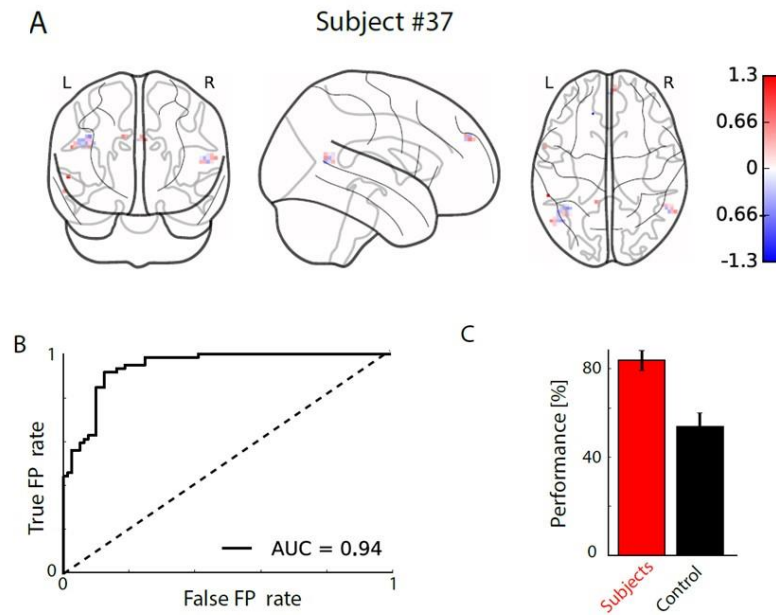 A
Subject #37
L
R
L
R
1.3
0.66
0
0.66
-1.3
B
1
True FP rate
0
0
1
AUC = 0.94
False FP rate
C
80
40
0
Performance [%]
Subjects
Control